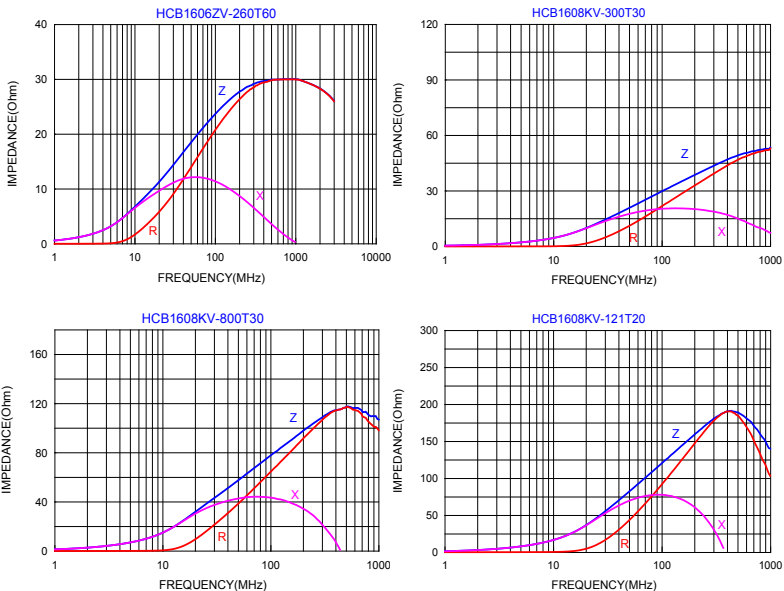 HCB1606ZV-260T60
40
30
20
10
0
IMPEDANCE(Ohm)
Z
X
R
1
10
100
1000
10000
FREQUENCY(MHz)
HCB1608KV-300T30
120
90
60
30
0
IMPEDANCE(Ohm)
Z
R
X
1
10
100
1000
FREQUENCY(MHz)
HCB1608KV-800T30
160
120
80
40
0
IMPEDANCE(Ohm)
Z
X
R
1
10
100
1000
FREQUENCY(MHz)
HCB1608KV-121T20
300
250
200
150
100
50
0
IMPEDANCE(Ohm)
Z
X
R
1
10
100
1000
FREQUENCY(MHz)